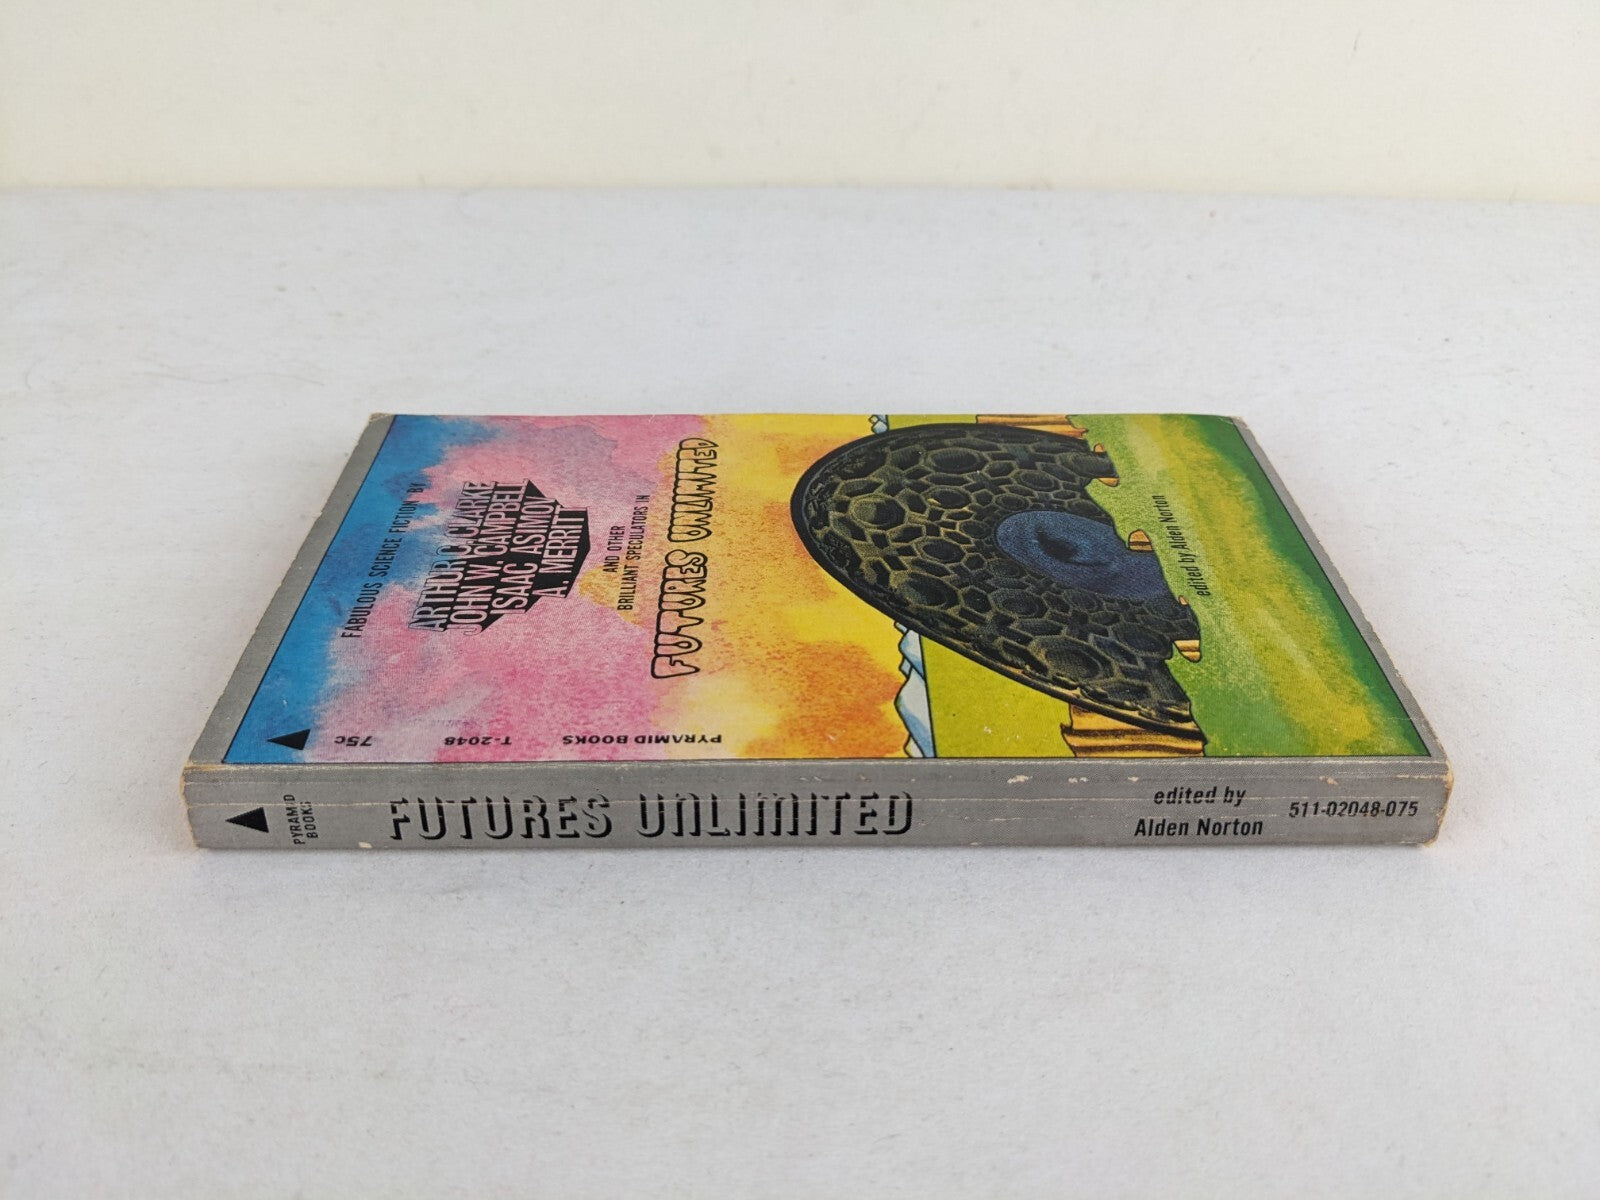 FABULOUS SCIENCE FICTION BY
ARTHUR C. CLARKE
JOHN W. CAMPBELL
ISAAC ASIMOV
A. MERRITT
AND OTHER
BRILLIANT SPECULATORS IN
FUTURES UNLIMITED
edited by Alden Norton
75c
T-2048
PYRAMID BOOKS
PYRAMID
BOOKS
FUTURES UNLIMITED
edited by
Alden Norton
511-02048-075